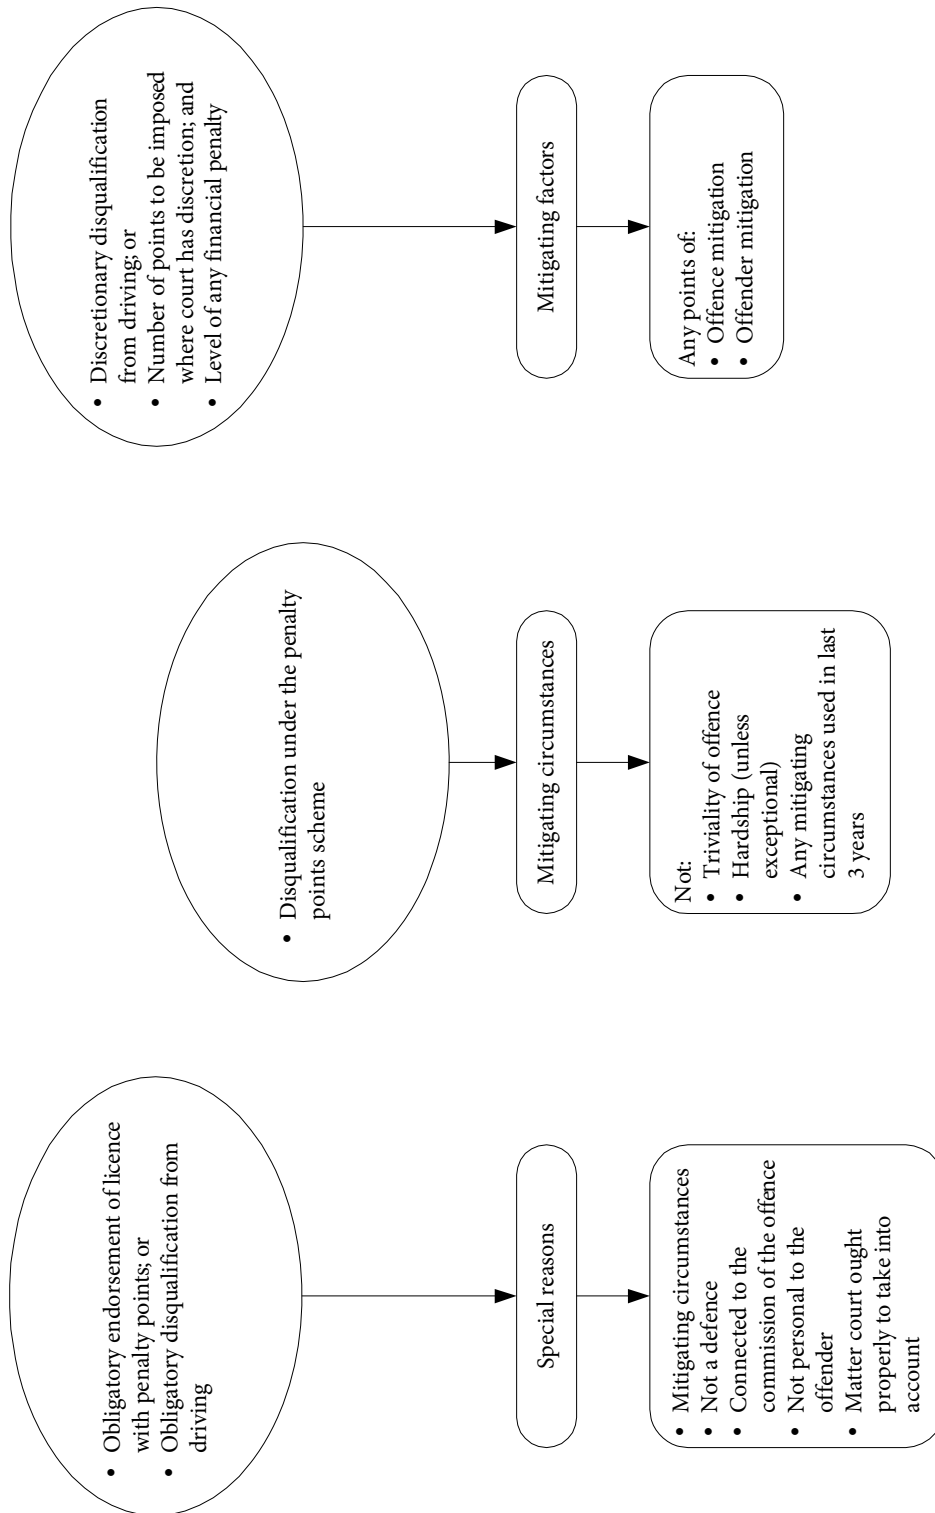 • Obligatory endorsement of licence
with penalty points; or
• Obligatory disqualification from
driving
Special reasons
• Mitigating circumstances
• Not a defence
• Connected to the
commission of the offence
• Not personal to the
offender
• Matter court ought
properly to take into
account
• Disqualification under the penalty
points scheme
Mitigating circumstances
Not:
• Triviality of offence
• Hardship (unless
exceptional)
• Any mitigating
circumstances used in last
3 years
• Discretionary disqualification
from driving; or
• Number of points to be imposed
where court has discretion; and
• Level of any financial penalty
Mitigating factors
Any points of:
• Offence mitigation
• Offender mitigation